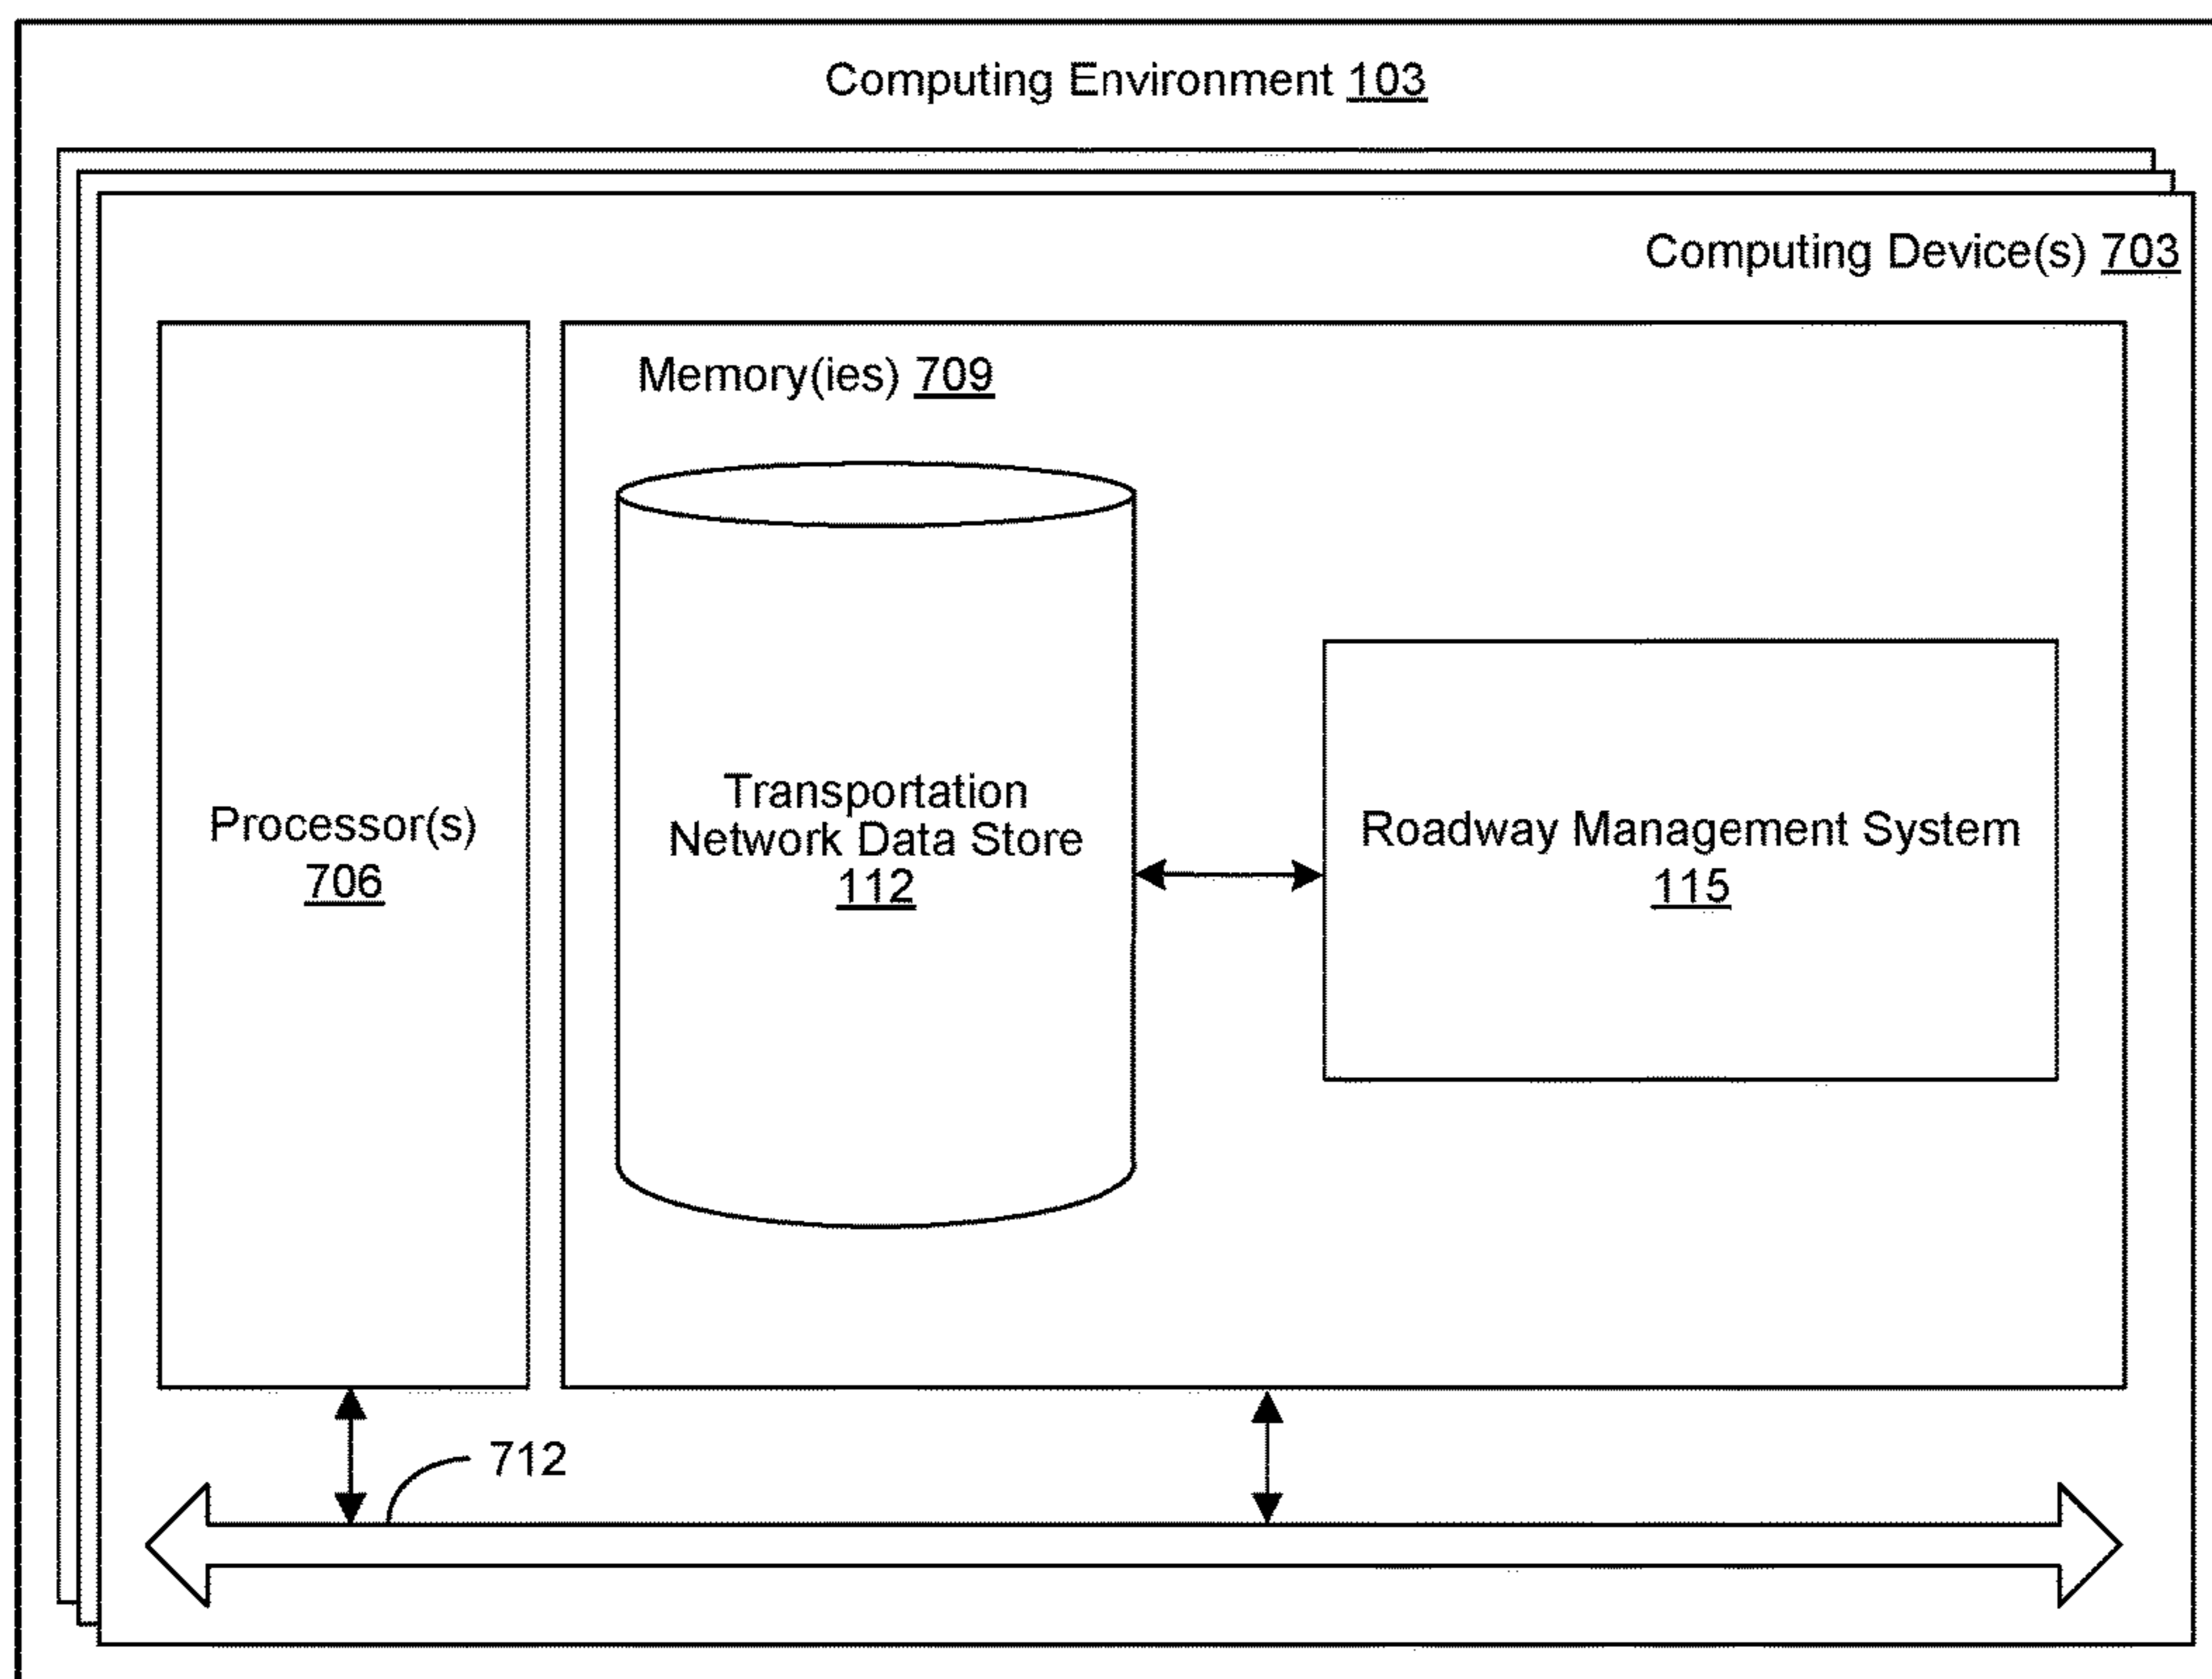 Computing Environment 103
Computing Device(s) 703
Memory(ies) 709
Processor(s)
706
Transportation
Network Data Store
112
Roadway Management System
115
712